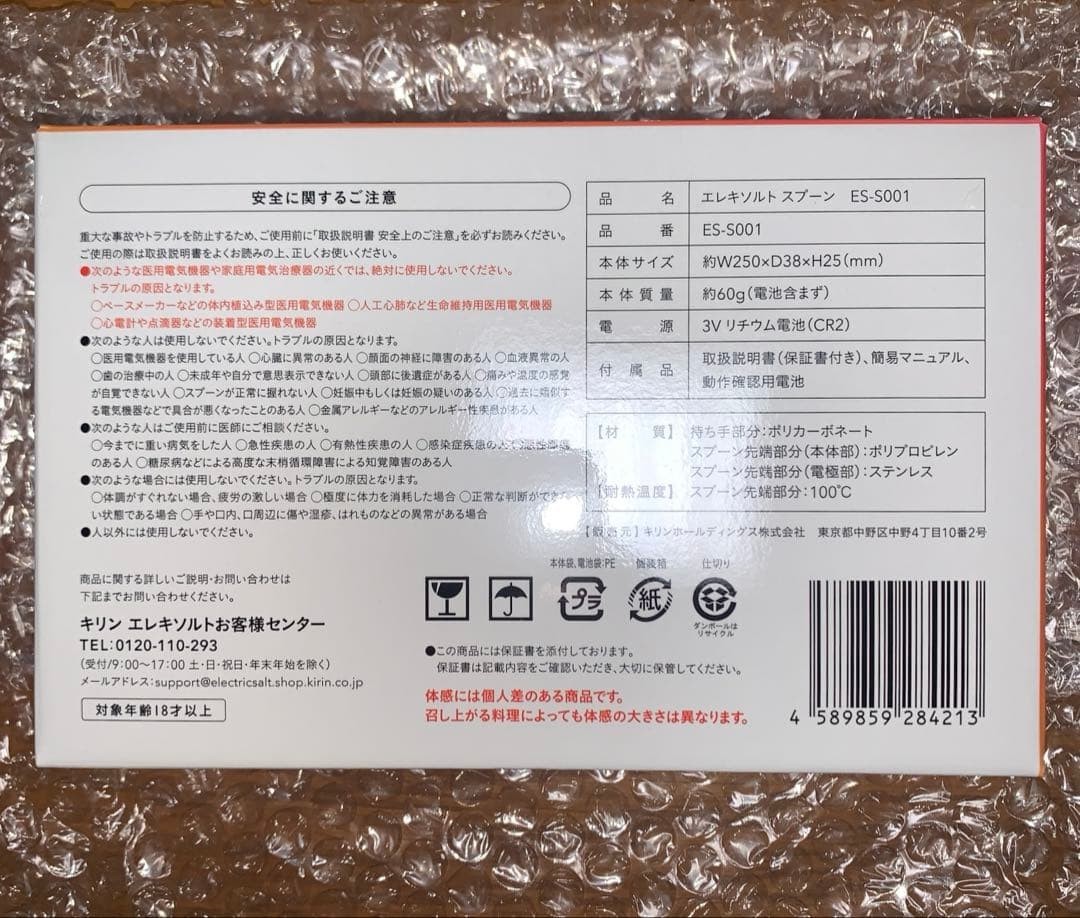 安全に関するご注意
重大な事故やトラブルを防止するため、ご使用前に「取扱説明書 安全上のご注意」を必ずお読みください。
ご使用の際は取扱説明書をよくお読みの上、正しくお使いください。
●次のような医用電気機器や家庭用電気治療器の近くでは、絶対に使用しないでください。
トラブルの原因となります。
○ペースメーカーなどの体内植込み型医用電気機器 ○人工心肺など生命維持用医用電気機器
○心電計や点滴器などの装着型医用電気機器
●次のような人は使用しないでください。トラブルの原因となります。
○医用電気機器を使用している人 ○心臓に異常のある人 ○顔面の神経に障害のある人 ○血液異常の人
○歯の治療中の人 ○未成年や自分で意思表示できない人 ○頭部に後遺症がある人 ○痛みや温度の感覚
が自覚できない人 ○スプーンが正常に握れない人 ○妊娠中もしくは妊娠の疑いのある人 ○過去に類似す
る電気機器などで具合が悪くなったことのある人 ○金属アレルギーなどのアレルギー性疾患がある人
●次のような人はご使用前に医師にご相談ください。
○今までに重い病気をした人 ○急性疾患の人 ○有熱性疾患の人 ○感染症疾患の人
のある人 ○糖尿病などによる高度な末梢循環障害による知覚障害のある人
●次のような場合には使用しないでください。トラブルの原因となります。
○体調がすぐれない場合、疲労の激しい場合 ○極度に体力を消耗した場合 ○正常な判断ができな
い状態である場合 ○手や口内、口周辺に傷や湿疹、はれものなどの異常がある場合
●人以外には使用しないでください。
商品に関する詳しいご説明・お問い合わせは
下記までお問い合わせください。
キリン エレキソルトお客様センター
TEL:0120-110-293
(受付/9:00～17:00 土・日・祝日・年末年始を除く)
メールアドレス:support@electricsalt.shop.kirin.co.jp
対象年齢18才以上
品名 エレキソルト スプーン ES-S001
品番 ES-S001
本体サイズ 約W250×D38×H25(mm)
本体質量 約60g(電池含まず)
電源 3V リチウム電池(CR2)
付属品 取扱説明書(保証書付き)、簡易マニュアル、
動作確認用電池
【材質】持ち手部分:ポリカーボネート
スプーン先端部分(本体部):ポリプロピレン
スプーン先端部分(電極部):ステンレス
【耐熱温度】スプーン先端部分:100℃
【販売元】キリンホールディングス株式会社 東京都中野区中野4丁目10番2号
本体袋、電池袋:PE 個装箱 仕切り
プラ 紙
ダンボールは
リサイクル
●この商品には保証書を添付しております。
保証書は記載内容をご確認いただき、大切に保管してください。
体感には個人差のある商品です。
召し上がる料理によっても体感の大きさは異なります。
4 589859 284213